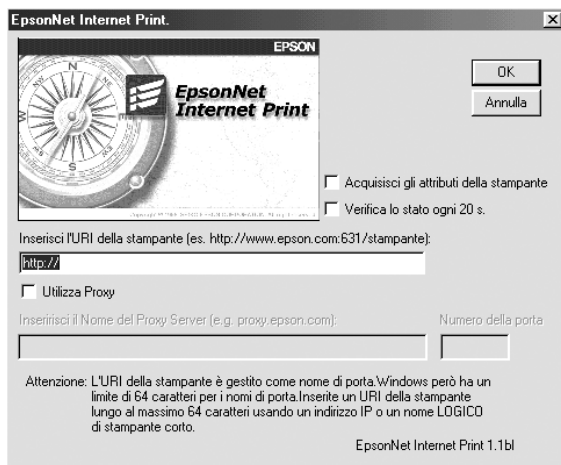 EpsonNet Internet Print.
EPSON
N
W
S
EpsonNet
Internet Print
OK
Annulla
Acquisisci gli attributi della stampante
Verifica lo stato ogni 20 s.
Inserisci l'URI della stampante (es. http://www.epson.com:631/stampante):
http://
Utilizza Proxy
Inseririsci il Nome del Proxy Server (e.g. proxy.epson.com):
Numero della porta
Attenzione: L'URI della stampante è gestito come nome di porta.Windows però ha un
limite di 64 caratteri per i nomi di porta.Inserite un URI della stampante
lungo al massimo 64 caratteri usando un indirizzo IP o un nome LOGICO
di stampante corto.
EpsonNet Internet Print 1.1bl